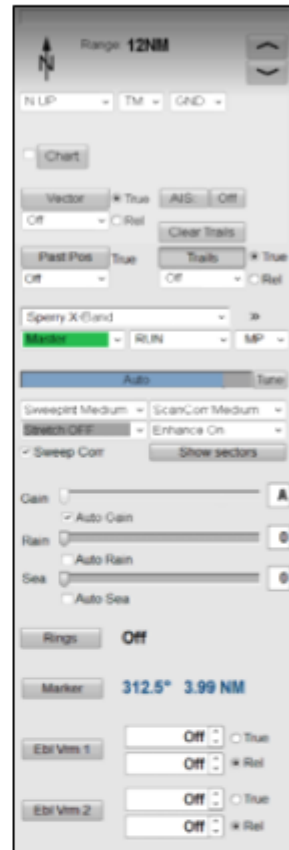 N
Range: 12NM
N UP TM GND
Chart
Vector True AIS: Off
Off Rel
Clear Trails
Past Pos True Trails True
Off Off Rel
Sperry X-Band »
Master RUN MP
Auto Tune
SweepInt Medium ScanCorr Medium
Stretch OFF Enhance On
Sweep Corr Show sectors
Gain A
Auto Gain
Rain 0
Auto Rain
Sea 0
Auto Sea
Rings Off
Marker 312.5° 3.99 NM
Off True
Ebl Vrm 1
Off Rel
Off True
Ebl Vrm 2
Off Rel